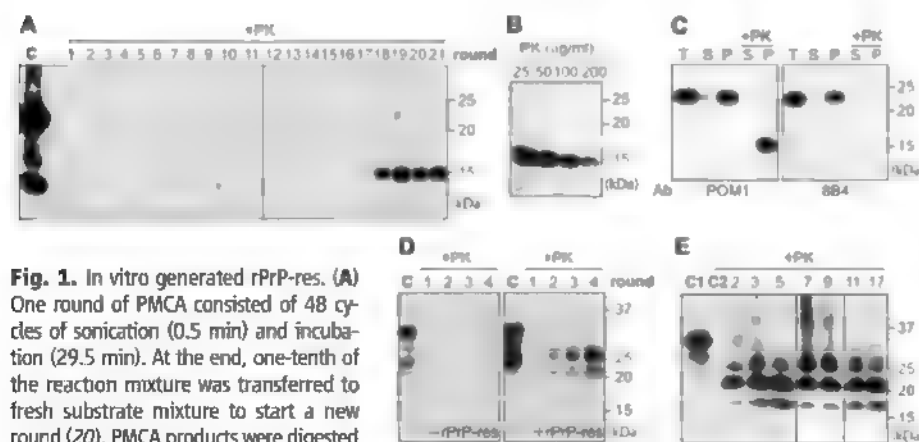 A
+PK
C 1 2 3 4 5 6 7 8 9 10 11 12 13 14 15 16 17 18 19 20 21 round
25
20
15
kDa
B
PK (ug/ml)
25 50 100 200
25
20
15
(kDa)
C
+PK +PK
T S P S P T S P S P
25
20
15
(kDa)
Ab POM1 8B4
D
+PK +PK
C 1 2 3 4 C 1 2 3 4 round
37
25
20
15
−rPrP-res +rPrP-res kDa
E
+PK
C1 C2 2 3 5 7 9 11 17
37
25
20
15
(kDa)
Fig. 1. In vitro generated rPrP-res. (A)
One round of PMCA consisted of 48 cy-
cles of sonication (0.5 min) and incuba-
tion (29.5 min). At the end, one-tenth of
the reaction mixture was transferred to
fresh substrate mixture to start a new
round (20). PMCA products were digested